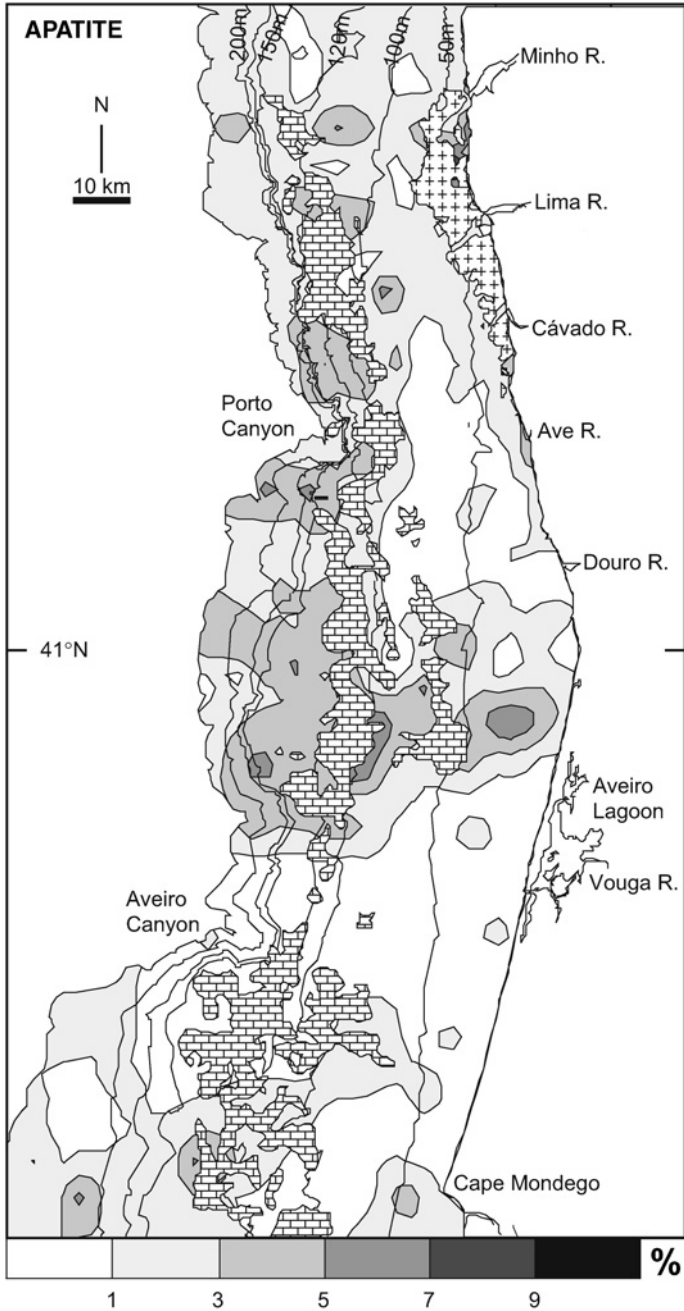 APATITE
200m
150m
120m
100m
50m
Minho R.
N
10 km
Lima R.
Cávado R.
Porto
Canyon
Ave R.
Douro R.
41°N
Aveiro
Lagoon
Vouga R.
Aveiro
Canyon
Cape Mondego
%
1 3 5 7 9